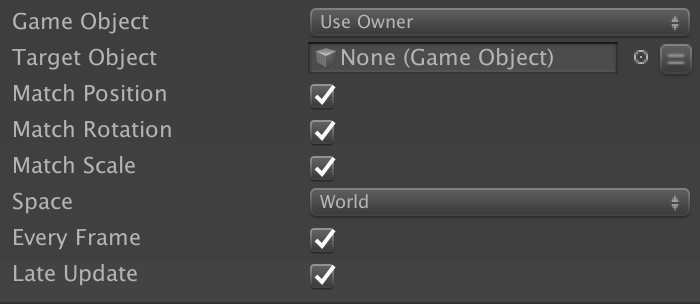 Game Object Use Owner
Target Object None (Game Object)
Match Position
Match Rotation
Match Scale
Space World
Every Frame
Late Update